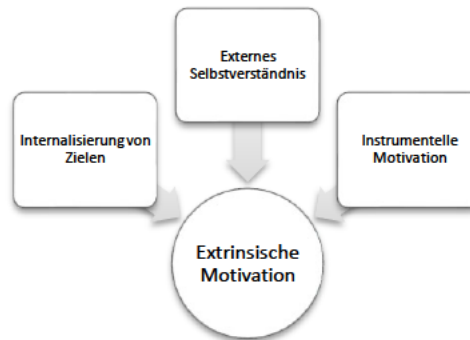 Externes
Selbstverständnis
Internalisierung von
Zielen
Instrumentelle
Motivation
Extrinsische
Motivation